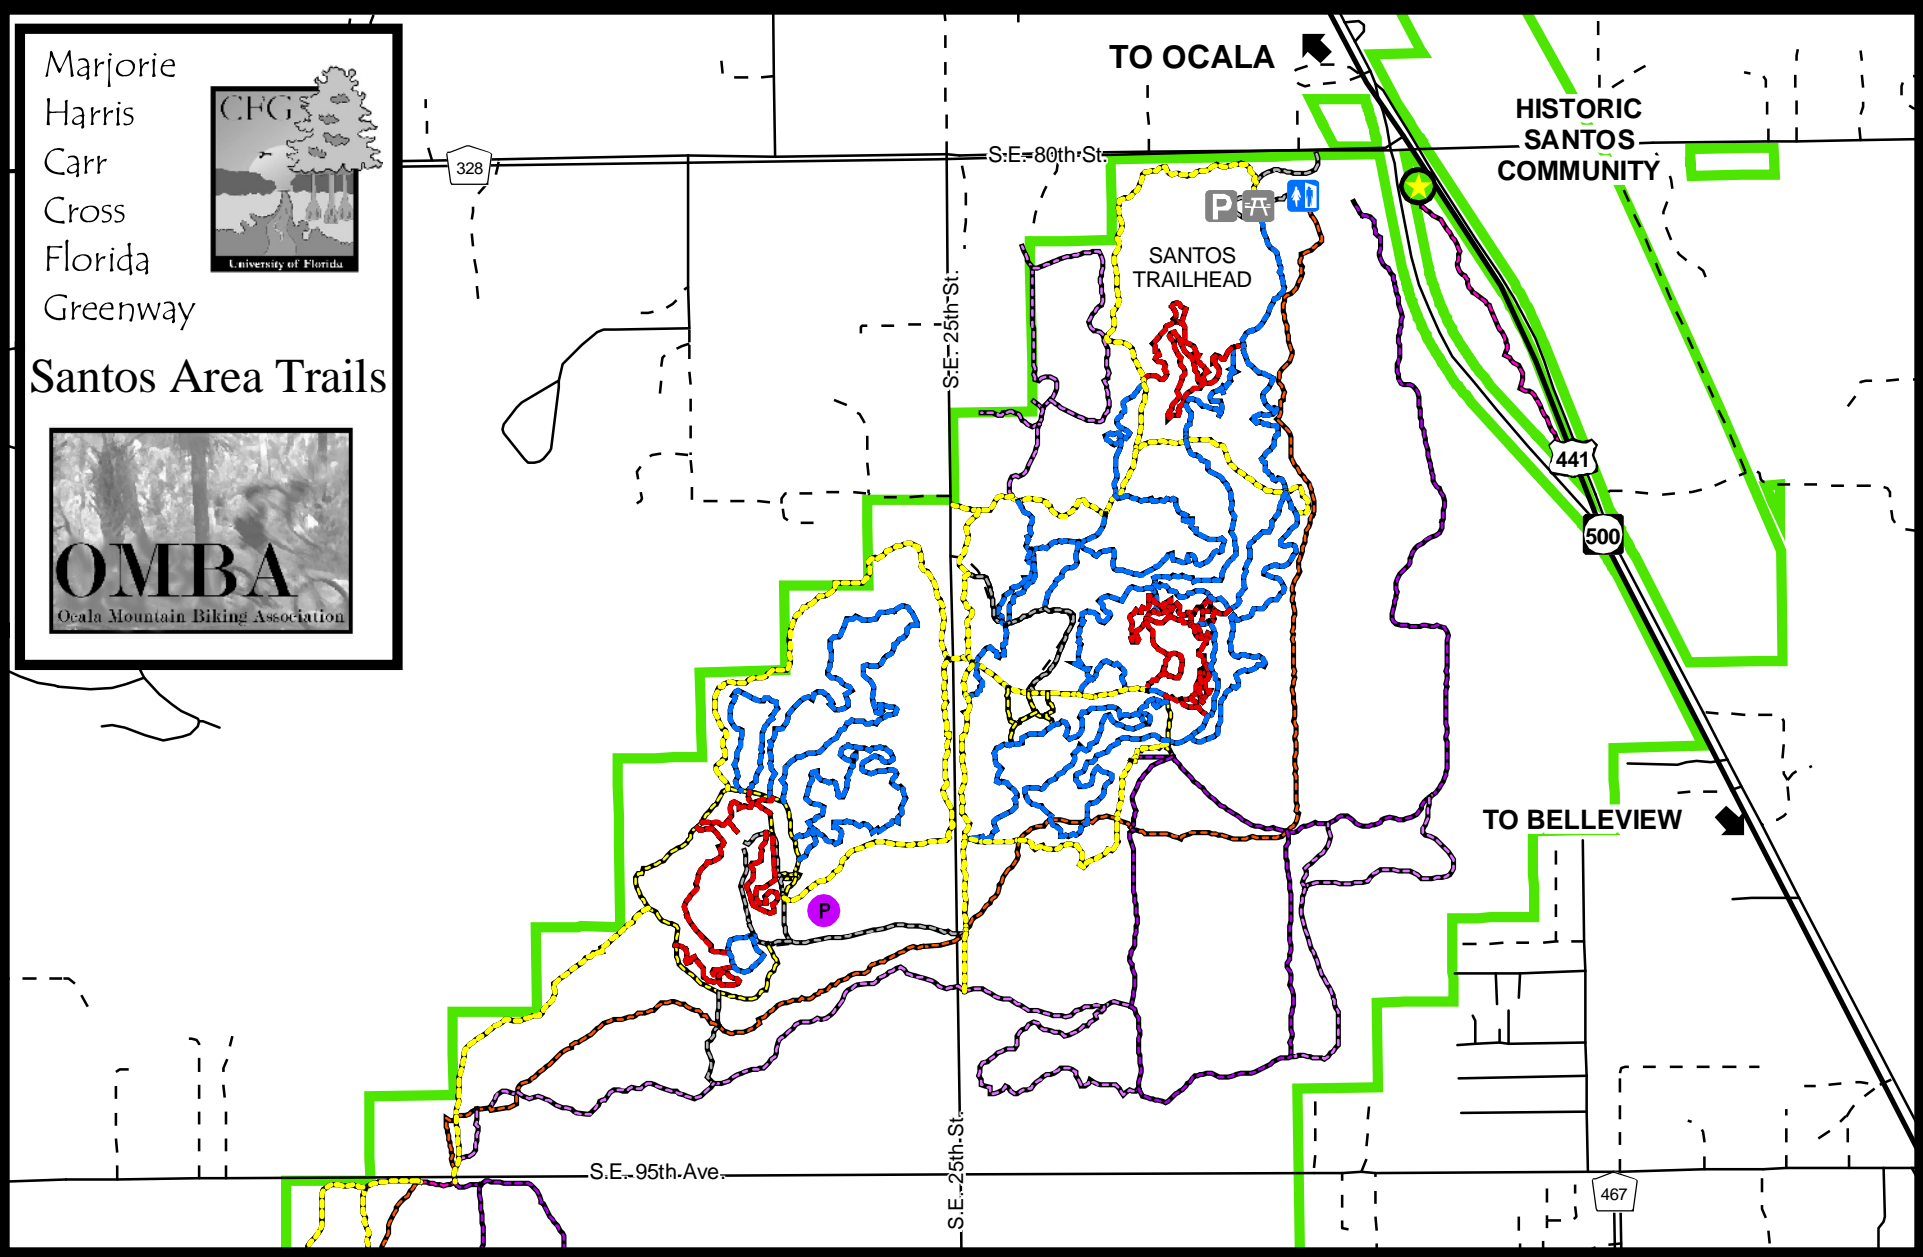 Marjorie
Harris
Carr
Cross
Florida
Greenway
CFG
University of Florida
Santos Area Trails
OMBA
Ocala Mountain Biking Association
TO OCALA
HISTORIC
SANTOS
COMMUNITY
328
S.E. 80th St.
P
SANTOS
TRAILHEAD
S.E. 25th St.
441
500
TO BELLEVIEW
P
S.E. 95th Ave.
S.E. 25th St.
467